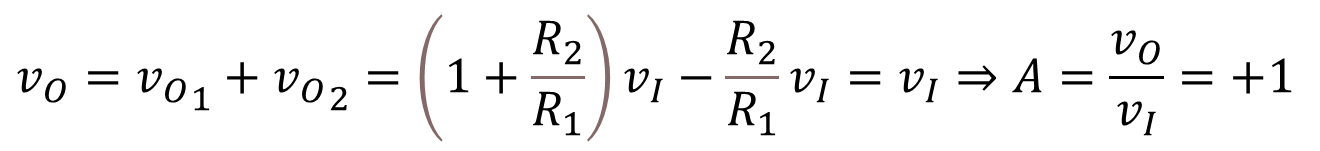 v_{O} = v_{O_1} + v_{O_2} = \left(1 + \frac{R_2}{R_1}\right) v_I - \frac{R_2}{R_1} v_I = v_I \Rightarrow A = \frac{v_O}{v_I} = +1